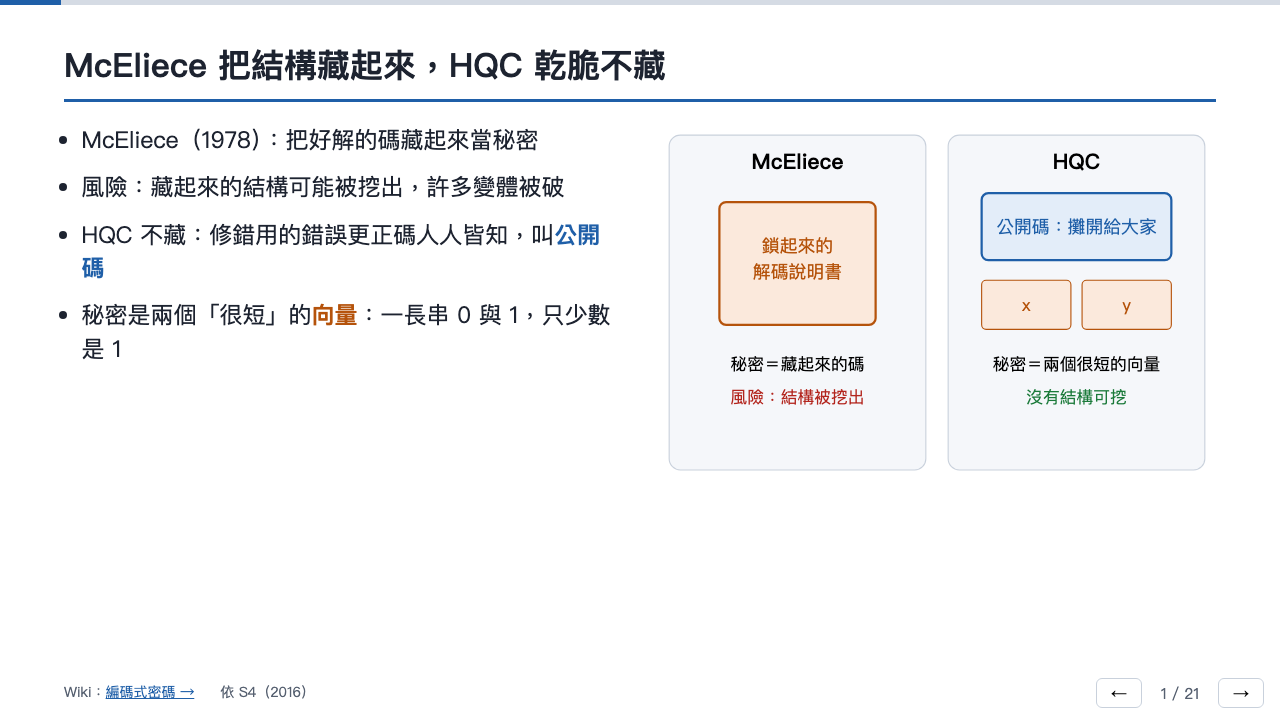 McEliece 把結構藏起來，HQC 乾脆不藏
• McEliece（1978）：把好解的碼藏起來當秘密
• 風險：藏起來的結構可能被挖出，許多變體被破
• HQC 不藏：修錯用的錯誤更正碼人人皆知，叫公開
碼
• 秘密是兩個「很短」的向量：一長串 0 與 1，只少數
是 1
McEliece
鎖起來的
解碼說明書
秘密＝藏起來的碼
風險：結構被挖出
HQC
公開碼：攤開給大家
x
y
秘密＝兩個很短的向量
沒有結構可挖
Wiki：編碼式密碼 → 依 S4（2016）
← 1 / 21 →